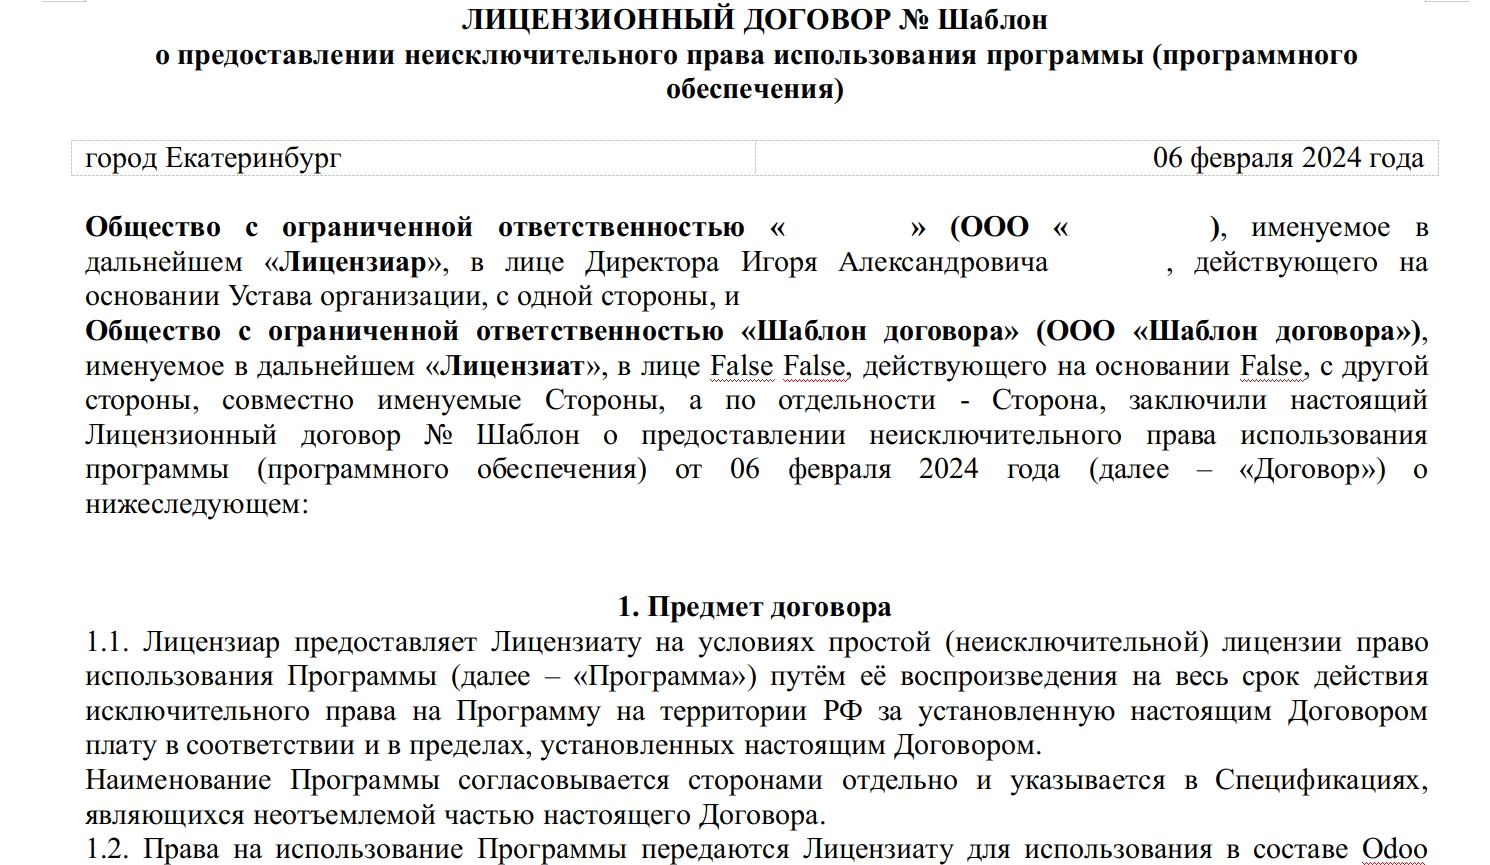 ЛИЦЕНЗИОННЫЙ ДОГОВОР № Шаблон
о предоставлении неисключительного права использования программы (программного
обеспечения)
город Екатеринбург 06 февраля 2024 года
Общество с ограниченной ответственностью « » (ООО « ), именуемое в
дальнейшем «Лицензиар», в лице Директора Игоря Александровича , действующего на
основании Устава организации, с одной стороны, и
Общество с ограниченной ответственностью «Шаблон договора» (ООО «Шаблон договора»),
именуемое в дальнейшем «Лицензиат», в лице False False, действующего на основании False, с другой
стороны, совместно именуемые Стороны, а по отдельности - Сторона, заключили настоящий
Лицензионный договор № Шаблон о предоставлении неисключительного права использования
программы (программного обеспечения) от 06 февраля 2024 года (далее – «Договор») о
нижеследующем:
1. Предмет договора
1.1. Лицензиар предоставляет Лицензиату на условиях простой (неисключительной) лицензии право
использования Программы (далее – «Программа») путём её воспроизведения на весь срок действия
исключительного права на Программу на территории РФ за установленную настоящим Договором
плату в соответствии и в пределах, установленных настоящим Договором.
Наименование Программы согласовывается сторонами отдельно и указывается в Спецификациях,
являющихся неотъемлемой частью настоящего Договора.
1.2. Права на использование Программы передаются Лицензиату для использования в составе Odoo